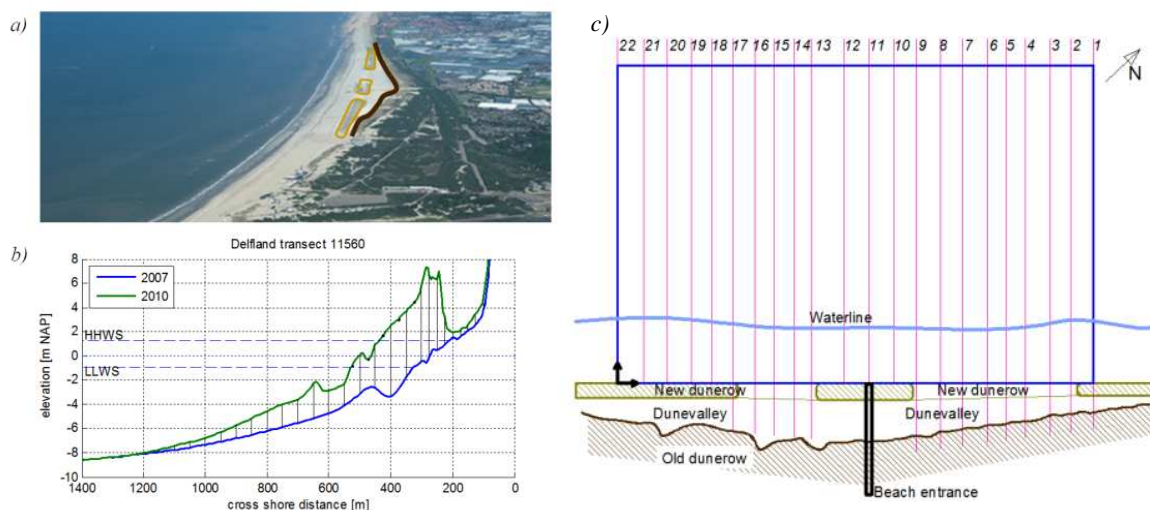 a)
b)
Delfland transect 11560
8
6
4
2
0
-2
-4
-6
-8
-10
elevation [m NAP]
2007
2010
HHWS
LLWS
1400 1200 1000 800 600 400 200 0
cross shore distance [m]
c)
22 21 20 19 18 17 16 15 14 13 12 11 10 9 8 7 6 5 4 3 2 1
N
Waterline
New dunerow New dunerow
Dunevalley Dunevalley
Old dunerow
Beach entrance